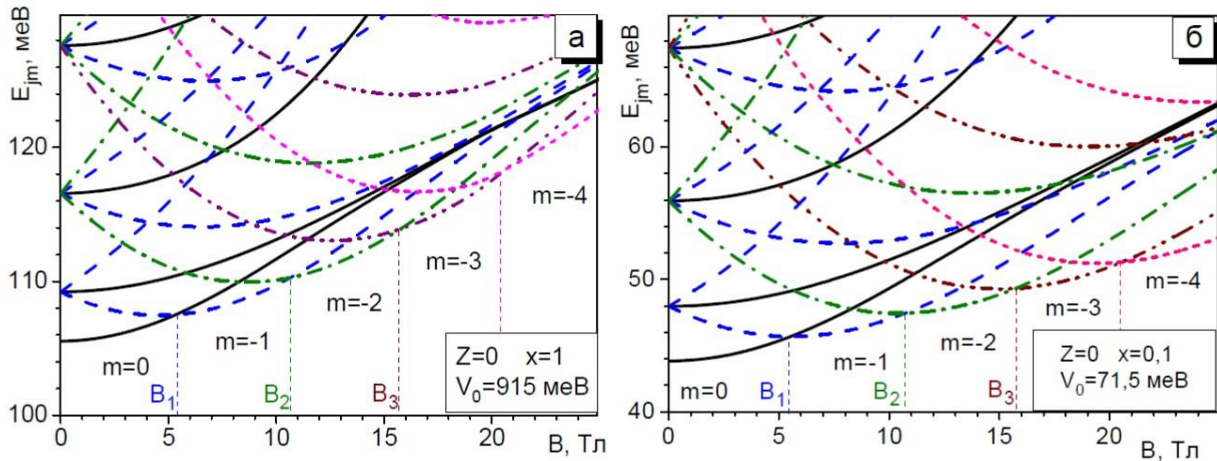 а
E_jm, меВ
120
110
100
0
5
10
15
20
B, Тл
m=0
m=-1
m=-2
m=-3
m=-4
B₁
B₂
B₃
Z=0 x=1
V₀=915 меВ
б
E_jm, меВ
60
50
40
0
5
10
15
20
B, Тл
m=0
m=-1
m=-2
m=-3
m=-4
B₁
B₂
B₃
Z=0 x=0,1
V₀=71,5 меВ